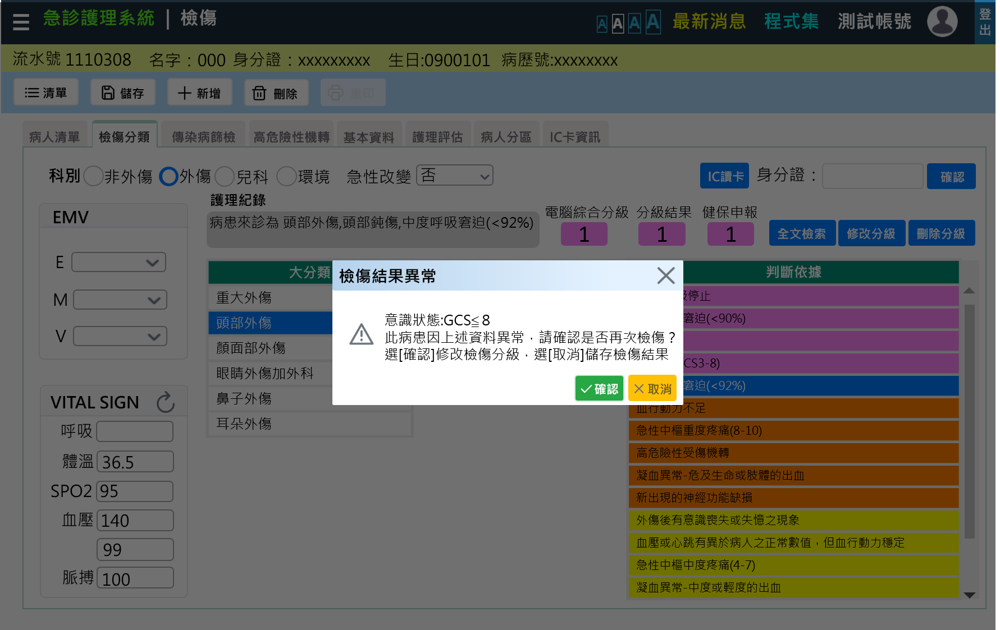 急診護理系統 | 檢傷
A A A A 最新消息 程式集 測試帳號 登出
流水號 1110308 名字：000 身分證：xxxxxxxxx 生日:0900101 病歷號:xxxxxxxx
清單 儲存 新增 刪除 重印
病人清單 檢傷分類 傳染病篩檢 高危險性機轉 基本資料 護理評估 病人分區 IC卡資訊
科別 非外傷 外傷 兒科 環境 急性改變 否 IC讀卡 身分證： 確認
護理紀錄
病患來診為 頭部外傷,頭部鈍傷,中度呼吸窘迫(<92%)
電腦綜合分級 分級結果 健保申報
1 1 1
全文檢索 修改分級 刪除分級
EMV
E
M
V
VITAL SIGN
呼吸
體溫 36.5
SPO2 95
血壓 140
99
脈搏 100
大分類
重大外傷
頭部外傷
顏面部外傷
眼睛外傷加外科
鼻子外傷
耳朵外傷
檢傷結果異常
意識狀態:GCS≦8
此病患因上述資料異常，請確認是否再次檢傷？
選[確認]修改檢傷分級，選[取消]儲存檢傷結果
確認 取消
判斷依據
停止
窘迫(<90%)
CS3-8)
窘迫(<92%)
血行動力不足
急性中樞重度疼痛(8-10)
高危險性受傷機轉
凝血異常-危及生命或肢體的出血
新出現的神經功能缺損
外傷後有意識喪失或失憶之現象
血壓或心跳有異於病人之正常數值，但血行動力穩定
急性中樞中度疼痛(4-7)
凝血異常-中度或輕度的出血